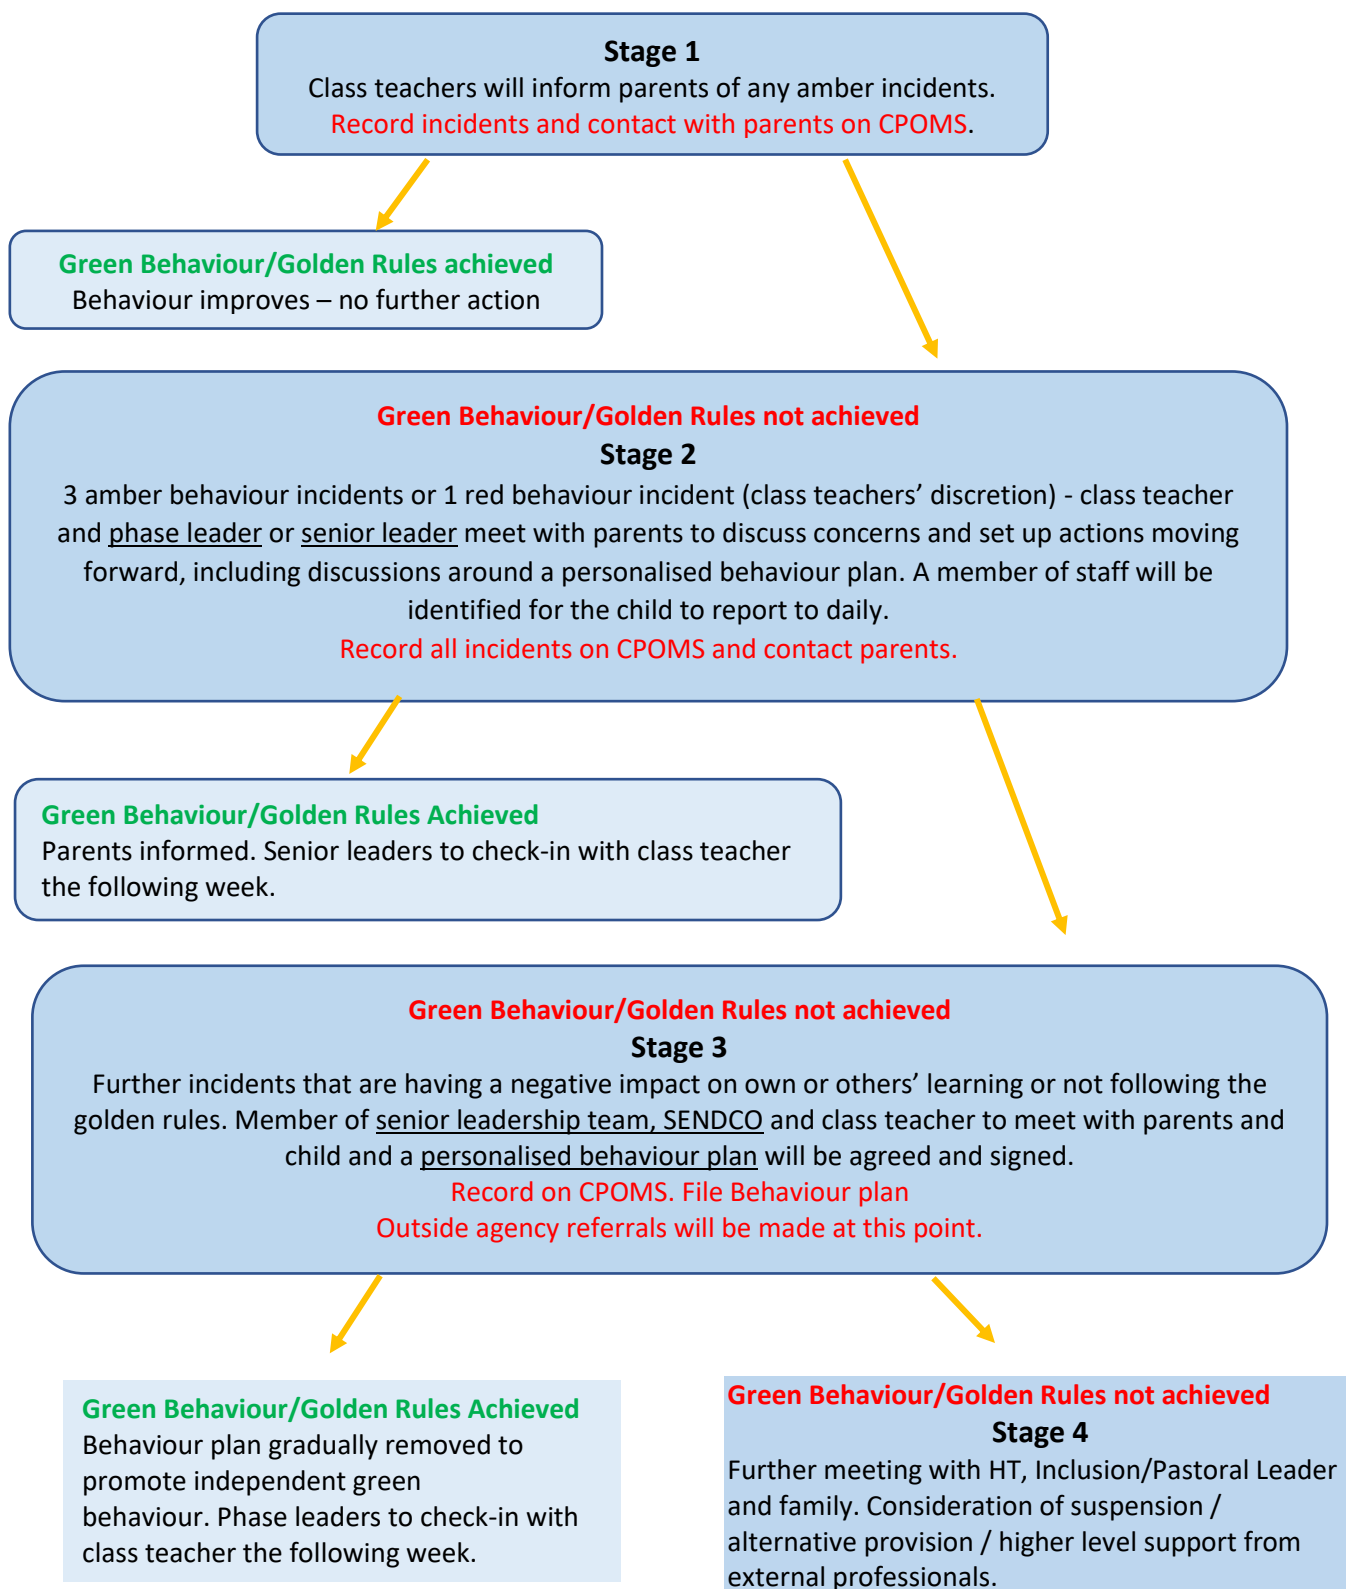 Stage 1
Class teachers will inform parents of any amber incidents.
Record incidents and contact with parents on CPOMS.
Green Behaviour/Golden Rules achieved
Behaviour improves – no further action
Green Behaviour/Golden Rules not achieved
Stage 2
3 amber behaviour incidents or 1 red behaviour incident (class teachers’ discretion) - class teacher
and phase leader or senior leader meet with parents to discuss concerns and set up actions moving
forward, including discussions around a personalised behaviour plan. A member of staff will be
identified for the child to report to daily.
Record all incidents on CPOMS and contact parents.
Green Behaviour/Golden Rules Achieved
Parents informed. Senior leaders to check-in with class teacher
the following week.
Green Behaviour/Golden Rules not achieved
Stage 3
Further incidents that are having a negative impact on own or others’ learning or not following the
golden rules. Member of senior leadership team, SENDCO and class teacher to meet with parents and
child and a personalised behaviour plan will be agreed and signed.
Record on CPOMS. File Behaviour plan
Outside agency referrals will be made at this point.
Green Behaviour/Golden Rules Achieved
Behaviour plan gradually removed to
promote independent green
behaviour. Phase leaders to check-in with
class teacher the following week.
Green Behaviour/Golden Rules not achieved
Stage 4
Further meeting with HT, Inclusion/Pastoral Leader
and family. Consideration of suspension /
alternative provision / higher level support from
external professionals.